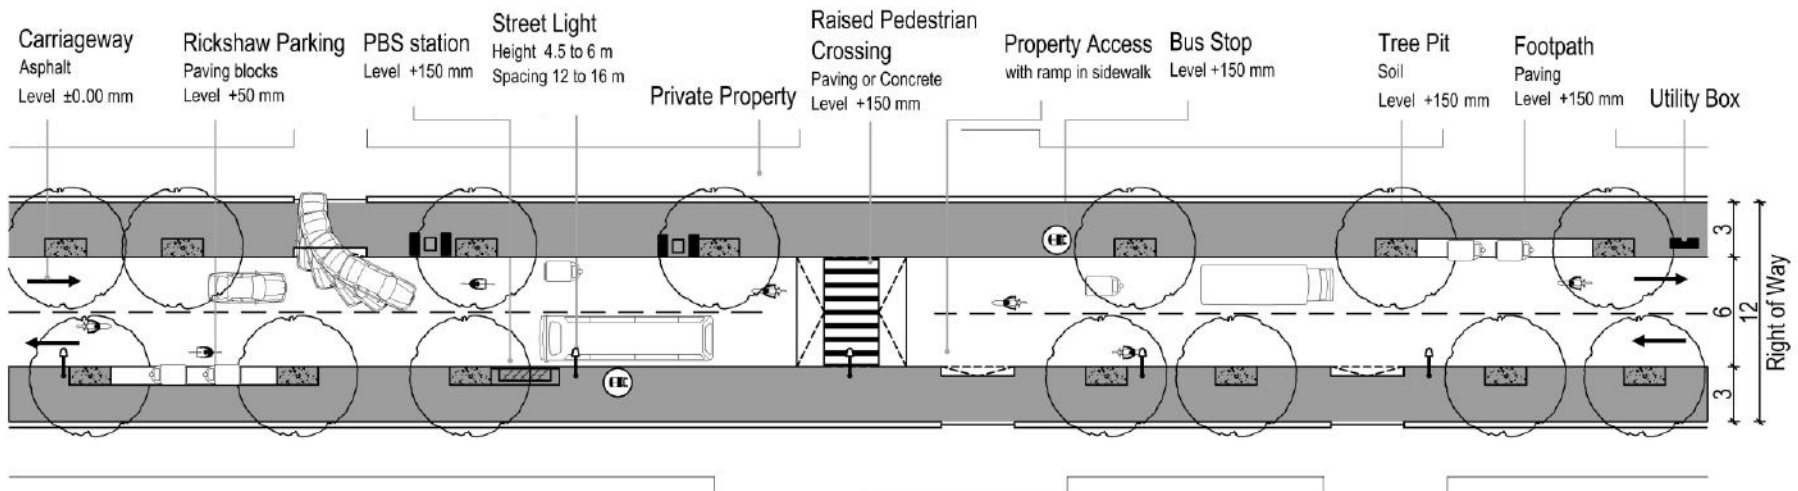 Carriageway
Asphalt
Level ±0.00 mm
Rickshaw Parking
Paving blocks
Level +50 mm
PBS station
Level +150 mm
Street Light
Height 4.5 to 6 m
Spacing 12 to 16 m
Private Property
Raised Pedestrian
Crossing
Paving or Concrete
Level +150 mm
Property Access
with ramp in sidewalk
Bus Stop
Level +150 mm
Tree Pit
Soil
Level +150 mm
Footpath
Paving
Level +150 mm
Utility Box
3
6
3
12
Right of Way